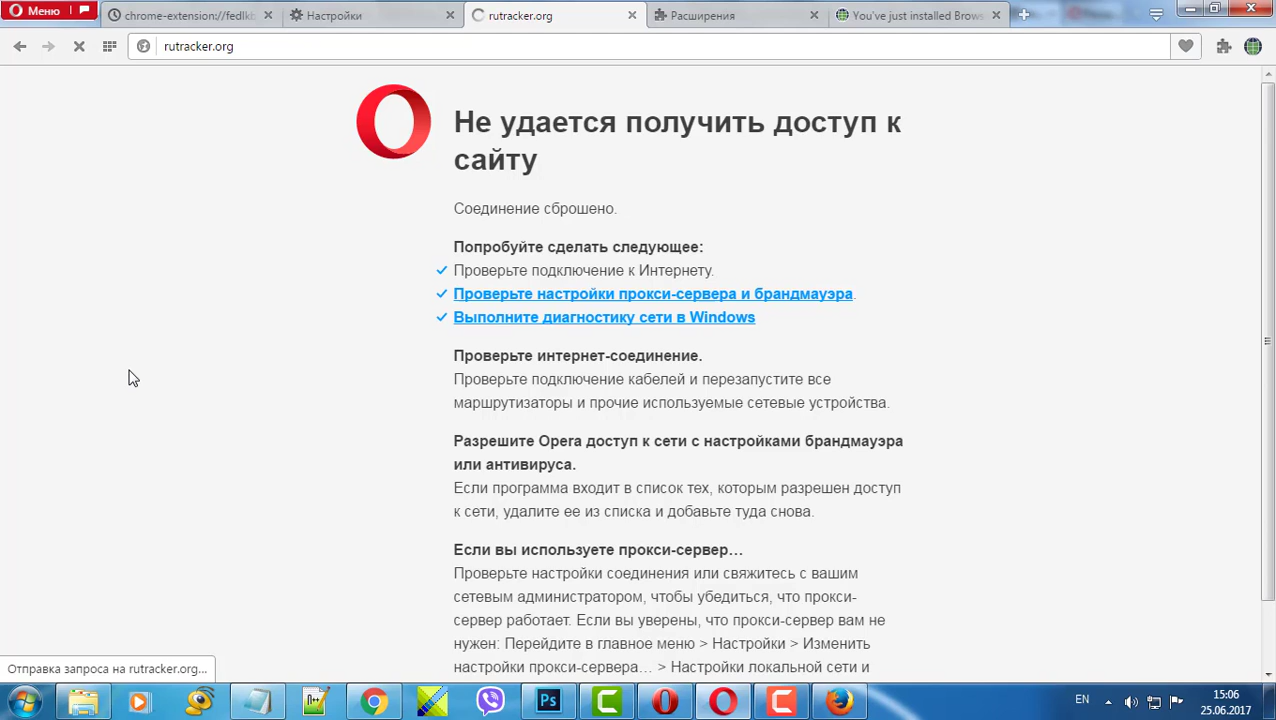 Меню
chrome-extension://fedlkb
Настройки
rutracker.org
Расширения
You've just installed Brows
rutracker.org
Не удается получить доступ к
сайту
Соединение сброшено.
Попробуйте сделать следующее:
Проверьте подключение к Интернету.
Проверьте настройки прокси-сервера и брандмауэра.
Выполните диагностику сети в Windows
Проверьте интернет-соединение.
Проверьте подключение кабелей и перезапустите все
маршрутизаторы и прочие используемые сетевые устройства.
Разрешите Opera доступ к сети с настройками брандмауэра
или антивируса.
Если программа входит в список тех, которым разрешен доступ
к сети, удалите ее из списка и добавьте туда снова.
Если вы используете прокси-сервер…
Проверьте настройки соединения или свяжитесь с вашим
сетевым администратором, чтобы убедиться, что прокси-
сервер работает. Если вы уверены, что прокси-сервер вам не
нужен: Перейдите в главное меню > Настройки > Изменить
настройки прокси-сервера… > Настройки локальной сети и
Отправка запроса на rutracker.org...
Ps
EN
15:06
25.06.2017